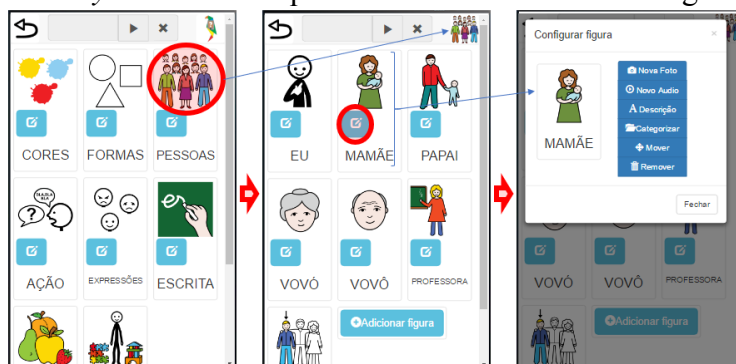 CORES FORMAS PESSOAS
AÇÃO EXPRESSÕES ESCRITA
EU MAMÃE PAPAI
VOVÓ VOVÔ PROFESSORA
Adicionar figura
Configurar figura ×
MAMÃE
Nova Foto
Novo Audio
A Descrição
Categorizar
Mover
Remover
Fechar
VOVÓ VOVÔ PROFESSORA
Adicionar figura